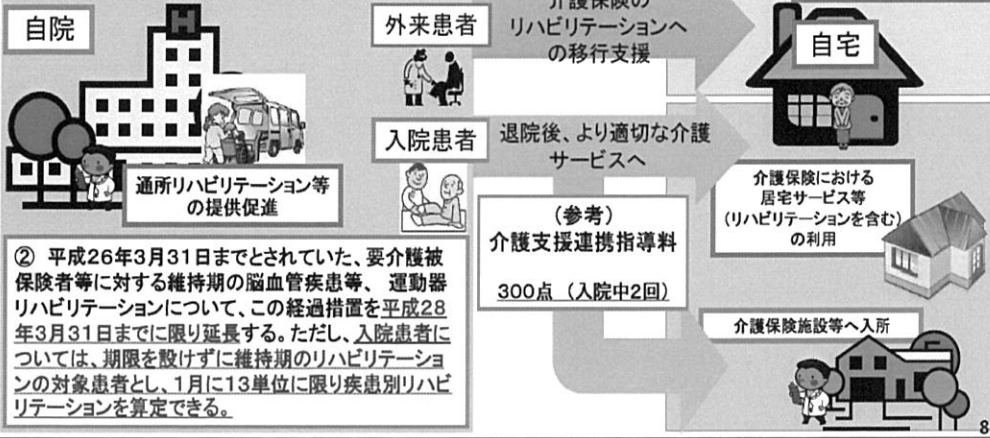 自院
通所リハビリテーション等
の提供促進
② 平成26年3月31日までとされていた、要介護被
保険者等に対する維持期の脳血管疾患等、 運動器
リハビリテーションについて、この経過措置を平成28
年3月31日までに限り延長する。ただし、入院患者に
ついては、期限を設けずに維持期のリハビリテーショ
ンの対象患者とし、1月に13単位に限り疾患別リハビ
リテーションを算定できる。
外来患者
介護保険の
リハビリテーションへ
の移行支援
入院患者
退院後、より適切な介護
サービスへ
(参考)
介護支援連携指導料
300点 (入院中2回)
自宅
介護保険における
居宅サービス等
(リハビリテーションを含む)
の利用
介護保険施設等へ入所
8